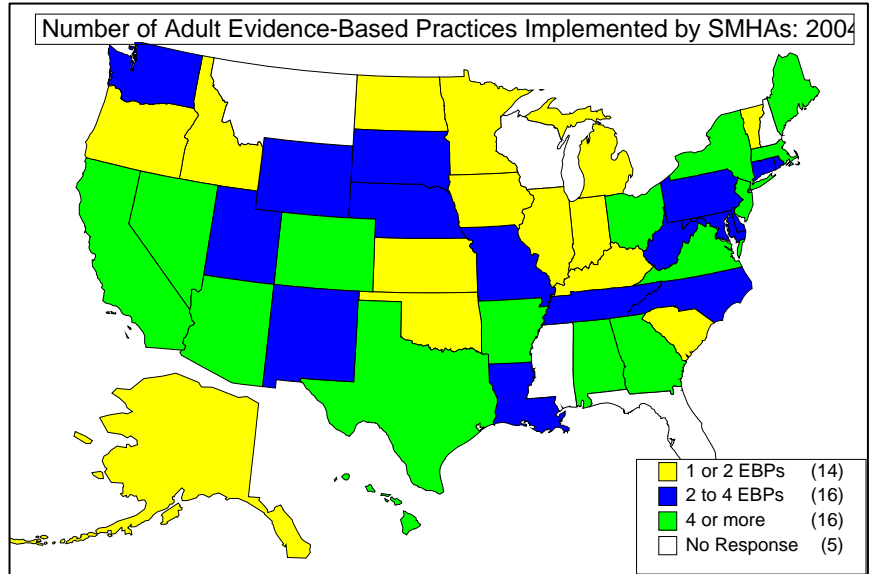 Number of Adult Evidence-Based Practices Implemented by SMHAs: 2004
1 or 2 EBPs (14)
2 to 4 EBPs (16)
4 or more (16)
No Response (5)